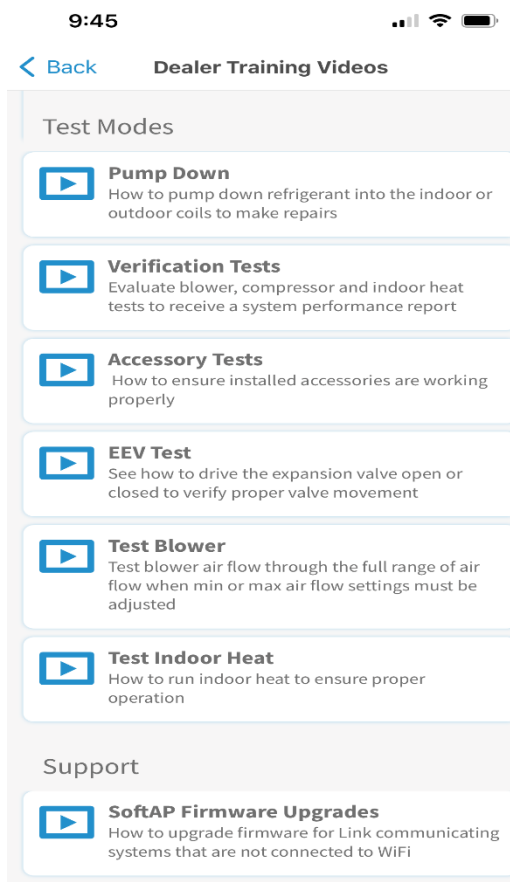 9:45
Back
Dealer Training Videos
Test Modes
Pump Down
How to pump down refrigerant into the indoor or
outdoor coils to make repairs
Verification Tests
Evaluate blower, compressor and indoor heat
tests to receive a system performance report
Accessory Tests
How to ensure installed accessories are working
properly
EEV Test
See how to drive the expansion valve open or
closed to verify proper valve movement
Test Blower
Test blower air flow through the full range of air
flow when min or max air flow settings must be
adjusted
Test Indoor Heat
How to run indoor heat to ensure proper
operation
Support
SoftAP Firmware Upgrades
How to upgrade firmware for Link communicating
systems that are not connected to WiFi